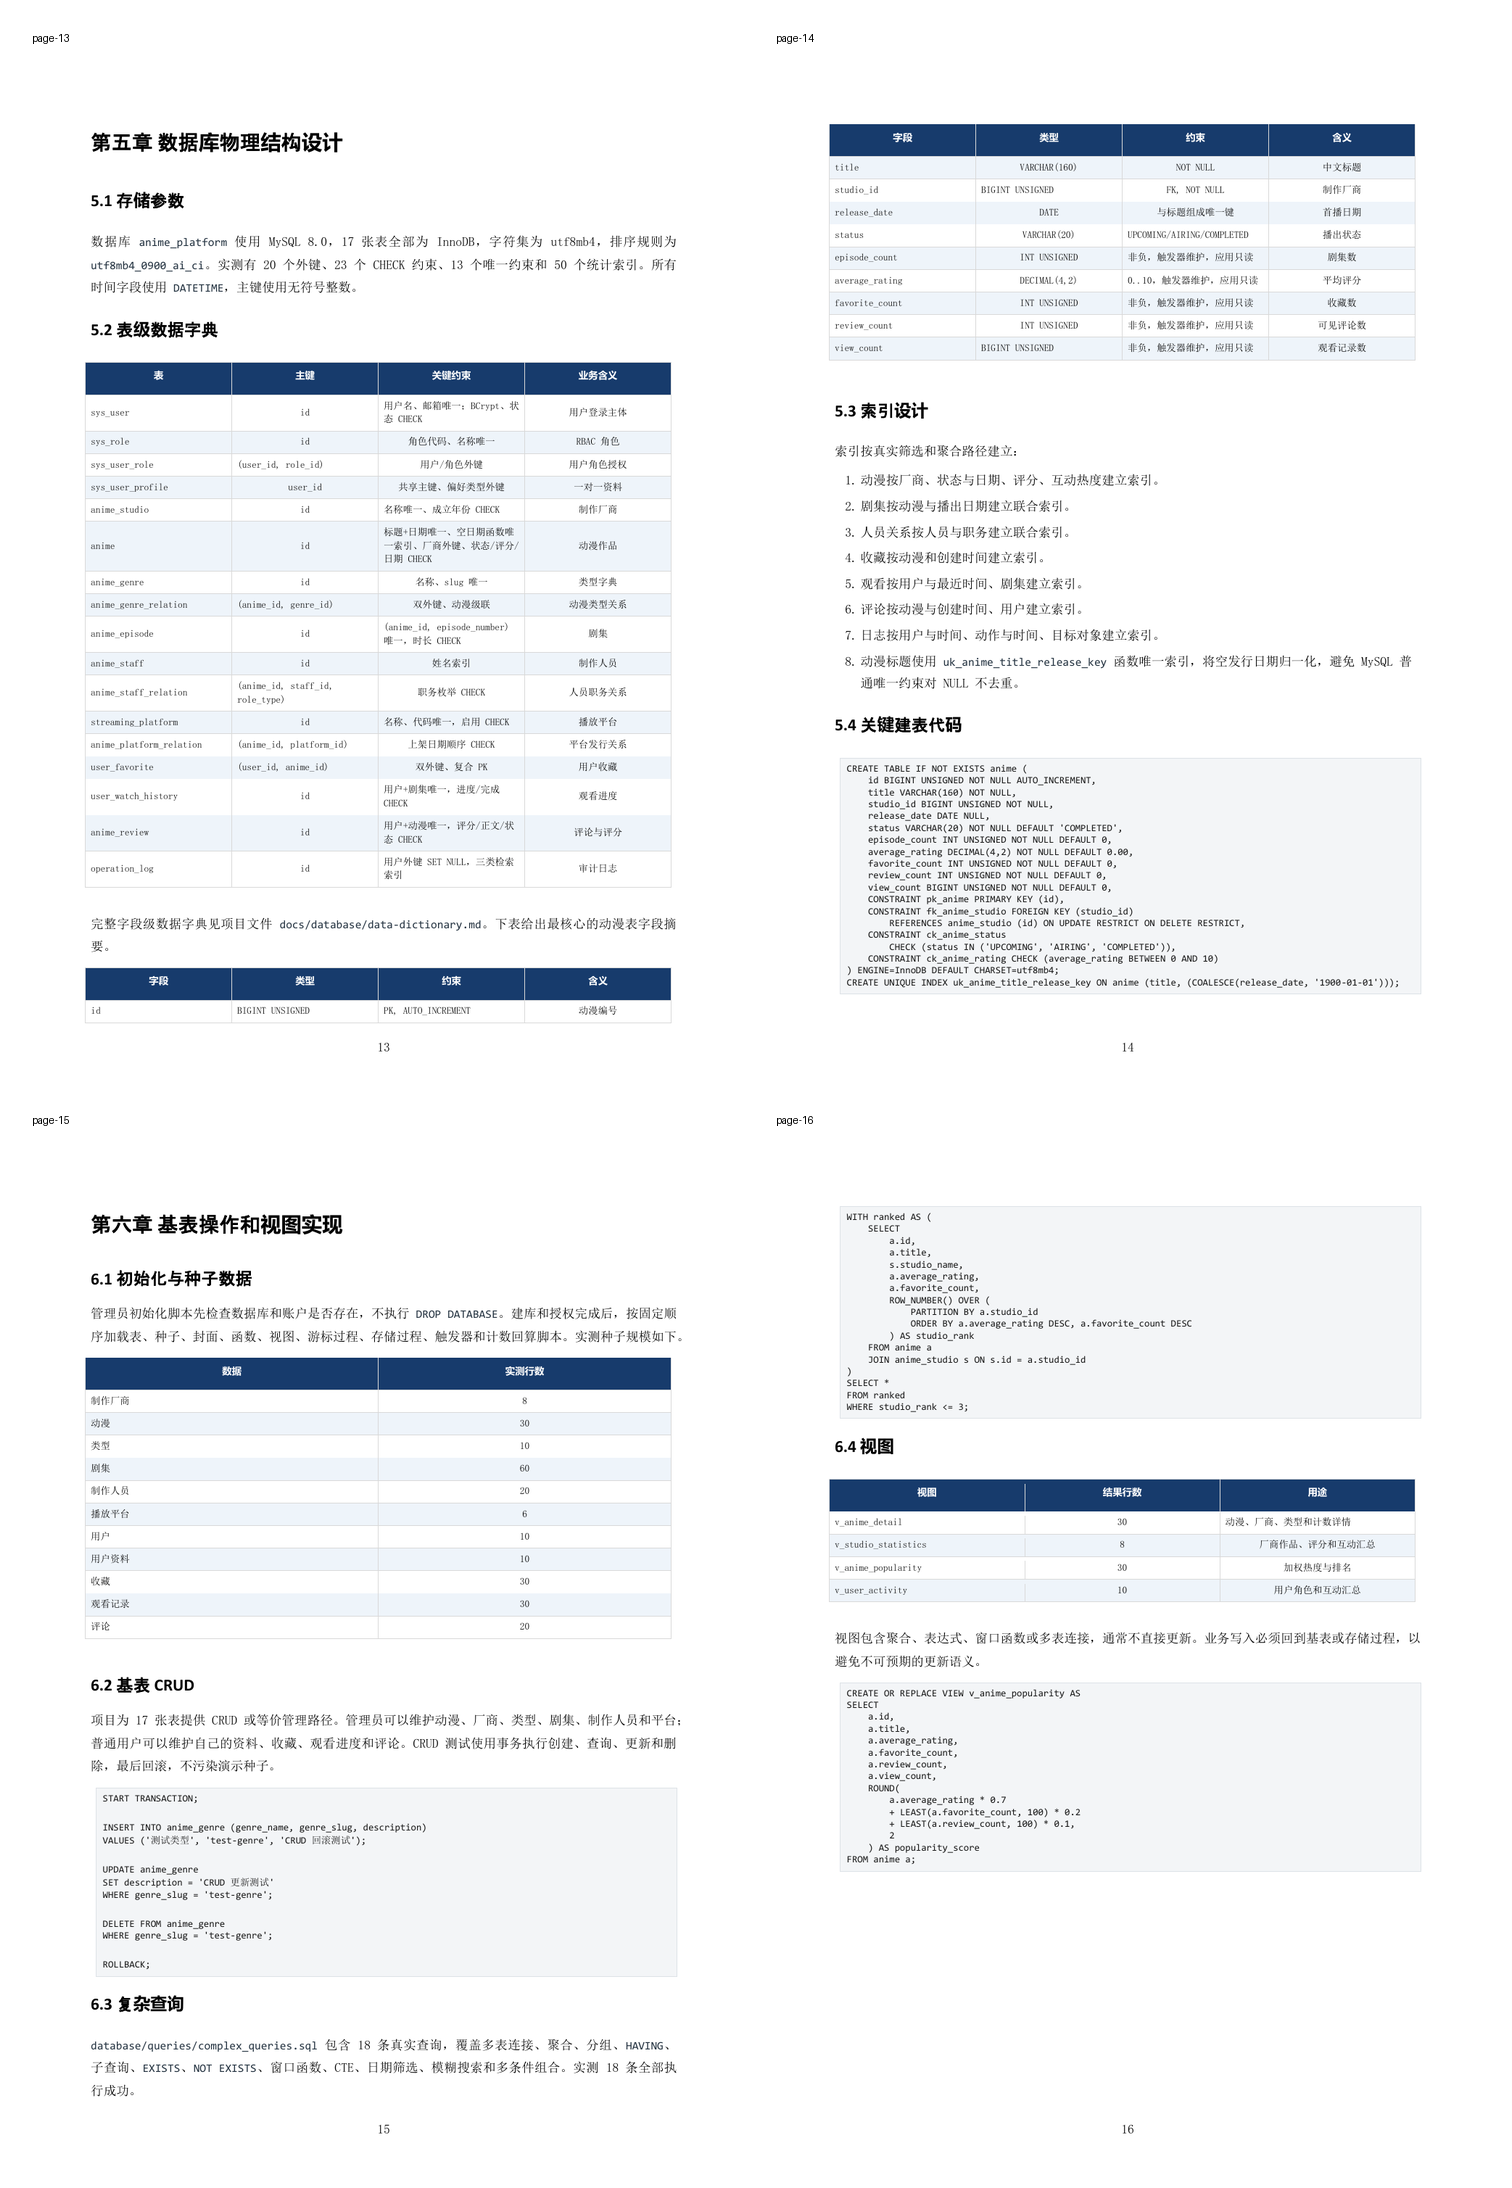 page-13
第五章 数据库物理结构设计
5.1 存储参数
数据库 anime_platform 使用 MySQL 8.0，17 张表全部为 InnoDB，字符集为 utf8mb4，排序规则为
utf8mb4_0900_ai_ci。实测有 20 个外键、23 个 CHECK 约束、13 个唯一约束和 50 个统计索引。所有
时间字段使用 DATETIME，主键使用无符号整数。
5.2 表级数据字典
表 主键 关键约束 业务含义
sys_user id 用户名、邮箱唯一；BCrypt、状态 CHECK 用户登录主体
sys_role id 角色代码、名称唯一 RBAC 角色
sys_user_role (user_id, role_id) 用户/角色外键 用户角色授权
sys_user_profile user_id 共享主键、偏好类型外键 一对一资料
anime_studio id 名称唯一、成立年份 CHECK 制作厂商
anime id 标题+日期唯一、空日期函数唯一索引、厂商外键、状态/评分/日期 CHECK 动漫作品
anime_genre id 名称、slug 唯一 类型字典
anime_genre_relation (anime_id, genre_id) 双外键、动漫级联 动漫类型关系
anime_episode id (anime_id, episode_number) 唯一，时长 CHECK 剧集
anime_staff id 姓名索引 制作人员
anime_staff_relation (anime_id, staff_id, role_type) 职务枚举 CHECK 人员职务关系
streaming_platform id 名称、代码唯一，启用 CHECK 播放平台
anime_platform_relation (anime_id, platform_id) 上架日期顺序 CHECK 平台发行关系
user_favorite (user_id, anime_id) 双外键、复合 PK 用户收藏
user_watch_history id 用户+剧集唯一，进度/完成 CHECK 观看进度
anime_review id 用户+动漫唯一，评分/正文/状态 CHECK 评论与评分
operation_log id 用户外键 SET NULL，三类检索索引 审计日志
完整字段级数据字典见项目文件 docs/database/data-dictionary.md。下表给出最核心的动漫表字段摘
要。
字段 类型 约束 含义
id BIGINT UNSIGNED PK, AUTO_INCREMENT 动漫编号
13
page-14
字段 类型 约束 含义
title VARCHAR(160) NOT NULL 中文标题
studio_id BIGINT UNSIGNED FK, NOT NULL 制作厂商
release_date DATE 与标题组成唯一键 首播日期
status VARCHAR(20) UPCOMING/AIRING/COMPLETED 播出状态
episode_count INT UNSIGNED 非负，触发器维护，应用只读 剧集数
average_rating DECIMAL(4,2) 0..10，触发器维护，应用只读 平均评分
favorite_count INT UNSIGNED 非负，触发器维护，应用只读 收藏数
review_count INT UNSIGNED 非负，触发器维护，应用只读 可见评论数
view_count BIGINT UNSIGNED 非负，触发器维护，应用只读 观看记录数
5.3 索引设计
索引按真实筛选和聚合路径建立：
1. 动漫按厂商、状态与日期、评分、互动热度建立索引。
2. 剧集按动漫与播出日期建立联合索引。
3. 人员关系按人员与职务建立联合索引。
4. 收藏按动漫和创建时间建立索引。
5. 观看按用户与最近时间、剧集建立索引。
6. 评论按动漫与创建时间、用户建立索引。
7. 日志按用户与时间、动作与时间、目标对象建立索引。
8. 动漫标题使用 uk_anime_title_release_key 函数唯一索引，将空发行日期归一化，避免 MySQL 普
通唯一约束对 NULL 不去重。
5.4 关键建表代码
CREATE TABLE IF NOT EXISTS anime (
    id BIGINT UNSIGNED NOT NULL AUTO_INCREMENT,
    title VARCHAR(160) NOT NULL,
    studio_id BIGINT UNSIGNED NOT NULL,
    release_date DATE NULL,
    status VARCHAR(20) NOT NULL DEFAULT 'COMPLETED',
    episode_count INT UNSIGNED NOT NULL DEFAULT 0,
    average_rating DECIMAL(4,2) NOT NULL DEFAULT 0.00,
    favorite_count INT UNSIGNED NOT NULL DEFAULT 0,
    review_count INT UNSIGNED NOT NULL DEFAULT 0,
    view_count BIGINT UNSIGNED NOT NULL DEFAULT 0,
    CONSTRAINT pk_anime PRIMARY KEY (id),
    CONSTRAINT fk_anime_studio FOREIGN KEY (studio_id)
        REFERENCES anime_studio (id) ON UPDATE RESTRICT ON DELETE RESTRICT,
    CONSTRAINT ck_anime_status
        CHECK (status IN ('UPCOMING', 'AIRING', 'COMPLETED')),
    CONSTRAINT ck_anime_rating CHECK (average_rating BETWEEN 0 AND 10)
) ENGINE=InnoDB DEFAULT CHARSET=utf8mb4;
CREATE UNIQUE INDEX uk_anime_title_release_key ON anime (title, (COALESCE(release_date, '1900-01-01')));
14
page-15
第六章 基表操作和视图实现
6.1 初始化与种子数据
管理员初始化脚本先检查数据库和账户是否存在，不执行 DROP DATABASE。建库和授权完成后，按固定顺
序加载表、种子、封面、函数、视图、游标过程、存储过程、触发器和计数回算脚本。实测种子规模如下。
数据 实测行数
制作厂商 8
动漫 30
类型 10
剧集 60
制作人员 20
播放平台 6
用户 10
用户资料 10
收藏 30
观看记录 30
评论 20
6.2 基表 CRUD
项目为 17 张表提供 CRUD 或等价管理路径。管理员可以维护动漫、厂商、类型、剧集、制作人员和平台；
普通用户可以维护自己的资料、收藏、观看进度和评论。CRUD 测试使用事务执行创建、查询、更新和删
除，最后回滚，不污染演示种子。
START TRANSACTION;
INSERT INTO anime_genre (genre_name, genre_slug, description)
VALUES ('测试类型', 'test-genre', 'CRUD 回滚测试');
UPDATE anime_genre
SET description = 'CRUD 更新测试'
WHERE genre_slug = 'test-genre';
DELETE FROM anime_genre
WHERE genre_slug = 'test-genre';
ROLLBACK;
6.3 复杂查询
database/queries/complex_queries.sql 包含 18 条真实查询，覆盖多表连接、聚合、分组、HAVING、
子查询、EXISTS、NOT EXISTS、窗口函数、CTE、日期筛选、模糊搜索和多条件组合。实测 18 条全部执
行成功。
15
page-16
WITH ranked AS (
    SELECT
        a.id,
        a.title,
        s.studio_name,
        a.average_rating,
        a.favorite_count,
        ROW_NUMBER() OVER (
            PARTITION BY a.studio_id
            ORDER BY a.average_rating DESC, a.favorite_count DESC
        ) AS studio_rank
    FROM anime a
    JOIN anime_studio s ON s.id = a.studio_id
)
SELECT *
FROM ranked
WHERE studio_rank <= 3;
6.4 视图
视图 结果行数 用途
v_anime_detail 30 动漫、厂商、类型和计数详情
v_studio_statistics 8 厂商作品、评分和互动汇总
v_anime_popularity 30 加权热度与排名
v_user_activity 10 用户角色和互动汇总
视图包含聚合、表达式、窗口函数或多表连接，通常不直接更新。业务写入必须回到基表或存储过程，以
避免不可预期的更新语义。
CREATE OR REPLACE VIEW v_anime_popularity AS
SELECT
    a.id,
    a.title,
    a.average_rating,
    a.favorite_count,
    a.review_count,
    a.view_count,
    ROUND(
        a.average_rating * 0.7
        + LEAST(a.favorite_count, 100) * 0.2
        + LEAST(a.review_count, 100) * 0.1,
        2
    ) AS popularity_score
FROM anime a;
16